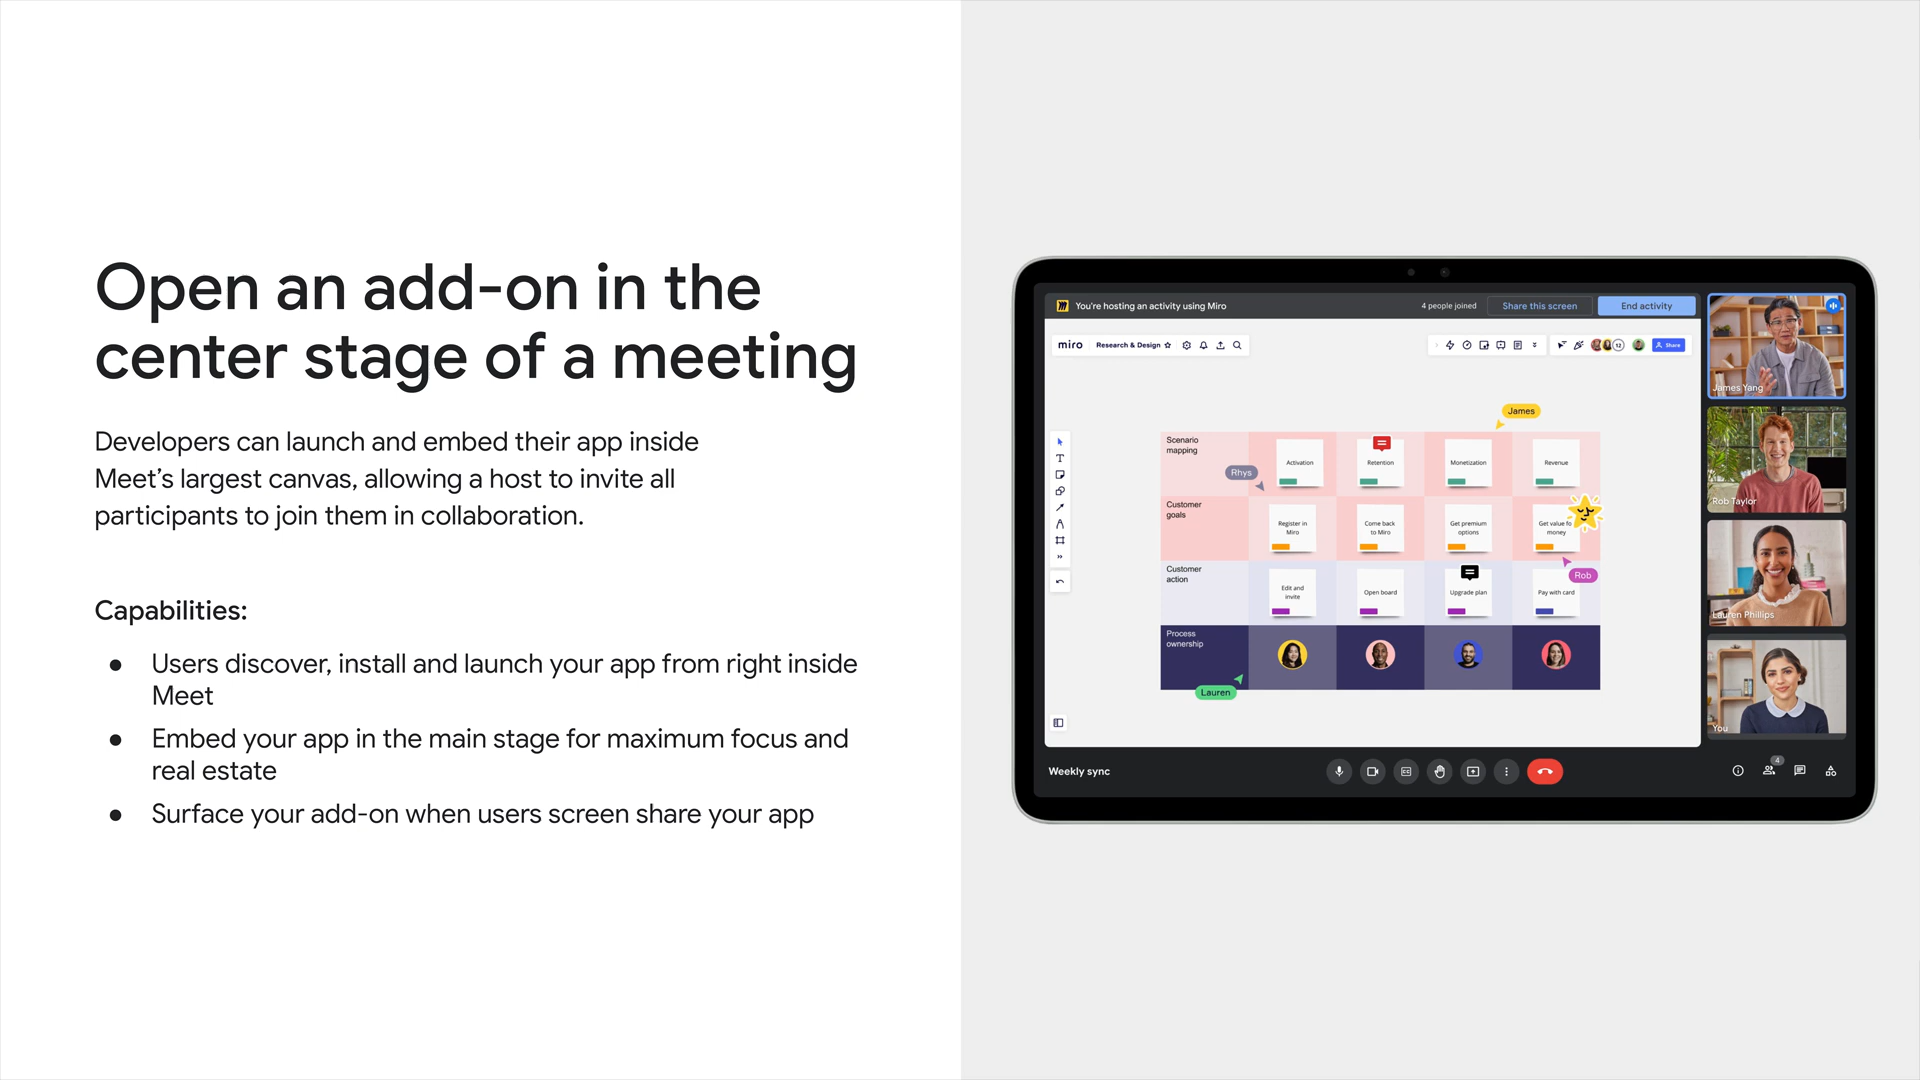 Open an add-on in the
center stage of a meeting
Developers can launch and embed their app inside
Meet’s largest canvas, allowing a host to invite all
participants to join them in collaboration.
Capabilities:
● Users discover, install and launch your app from right inside
Meet
● Embed your app in the main stage for maximum focus and
real estate
● Surface your add-on when users screen share your app
You're hosting an activity using Miro
4 people joined
Share this screen
End activity
miro
Research & Design
12
Share
James
Scenario
mapping
Rhys
Activation
Retention
Monetization
Revenue
Customer
goals
Register in
Miro
Come back
to Miro
Get premium
options
Get value fo
money
Rob
Customer
action
Edit and
invite
Open board
Upgrade plan
Pay with card
Process
ownership
Lauren
James Yang
Rob Taylor
Lauren Phillips
You
Weekly sync
4